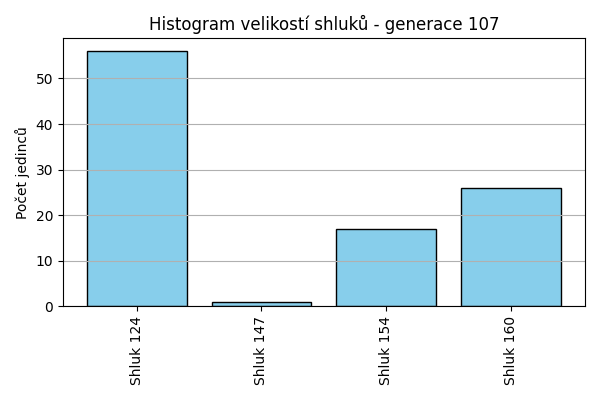 Histogram velikostí shluků - generace 107
Počet jedinců
50
40
30
20
10
0
Shluk 124
Shluk 147
Shluk 154
Shluk 160